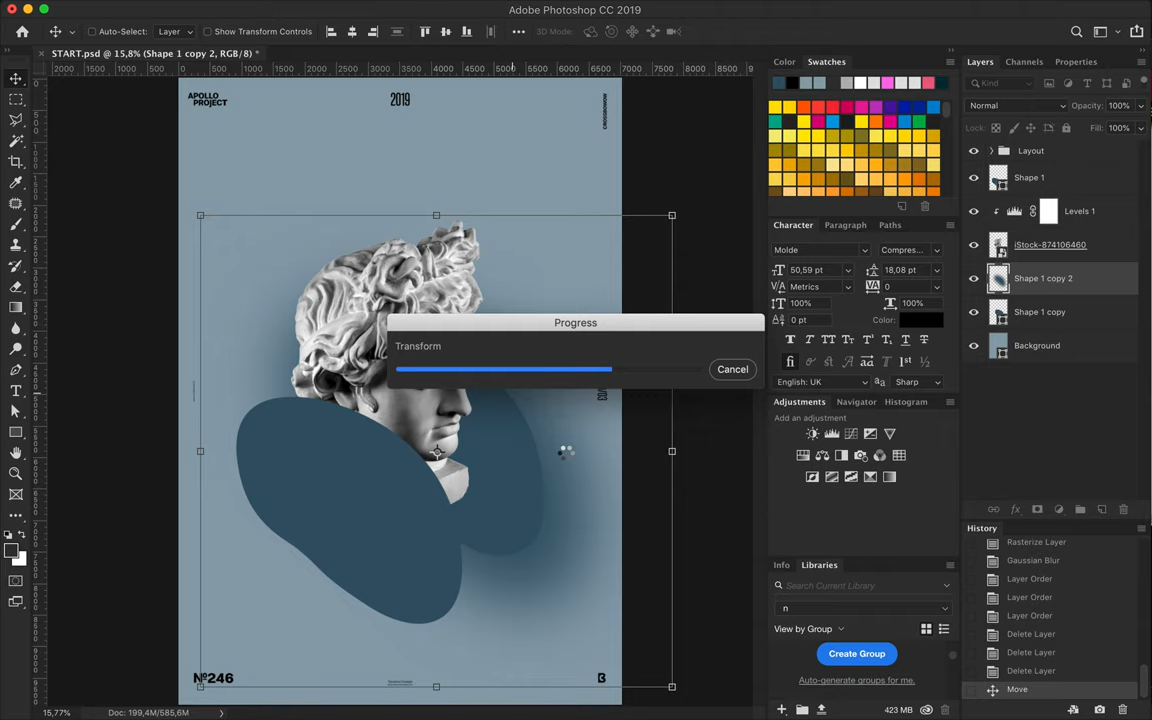 Adobe Photoshop CC 2019
Auto-Select: Layer Show Transform Controls 3D Mode:
START.psd @ 15,8% (Shape 1 copy 2, RGB/8) *
2000 500 0 500 1000 1500 2000 2500 3000 3500 4000 4500 5000 5500 6000 6500 7000 7500 8000 8500 9
APOLLO
PROJECT
2019
CROSSBROW
Nº246
B
Progress
Transform
Cancel
15,77% Doc: 199,4M/585,6M
Color Swatches
Character Paragraph Paths
Molde Compres...
50,59 pt 18,08 pt
Metrics 0
100% 100%
0 pt Color:
English: UK Sharp
Adjustments Navigator Histogram
Add an adjustment
Info Libraries
Search Current Library
n
View by Group
Create Group
Auto-generate groups for me.
423 MB
Layers Channels Properties
Kind
Normal Opacity: 100%
Lock: Fill: 100%
Layout
Shape 1
Levels 1
iStock-874106460
Shape 1 copy 2
Shape 1 copy
Background
History
Rasterize Layer
Gaussian Blur
Layer Order
Layer Order
Layer Order
Delete Layer
Delete Layer
Delete Layer
Move